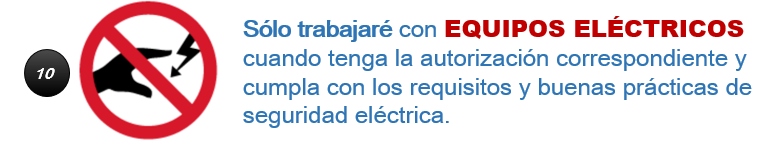 10
Sólo trabajaré con EQUIPOS ELÉCTRICOS
cuando tenga la autorización correspondiente y
cumpla con los requisitos y buenas prácticas de
seguridad eléctrica.